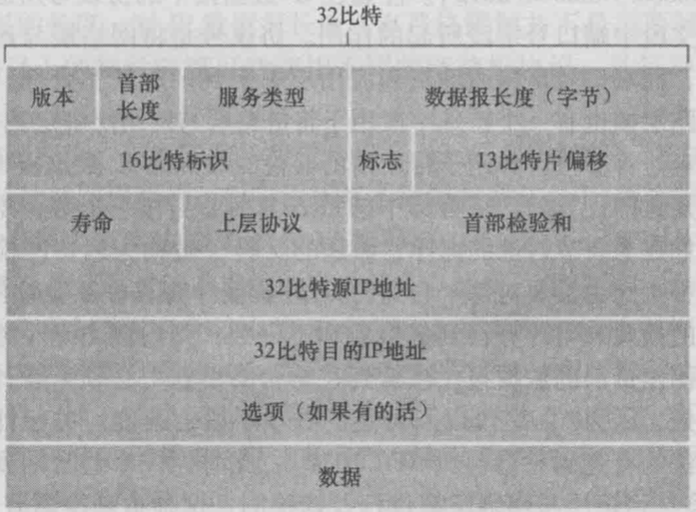 32比特
版本
首部
长度
服务类型
数据报长度（字节）
16比特标识
标志
13比特片偏移
寿命
上层协议
首部检验和
32比特源IP地址
32比特目的IP地址
选项（如果有的话）
数据